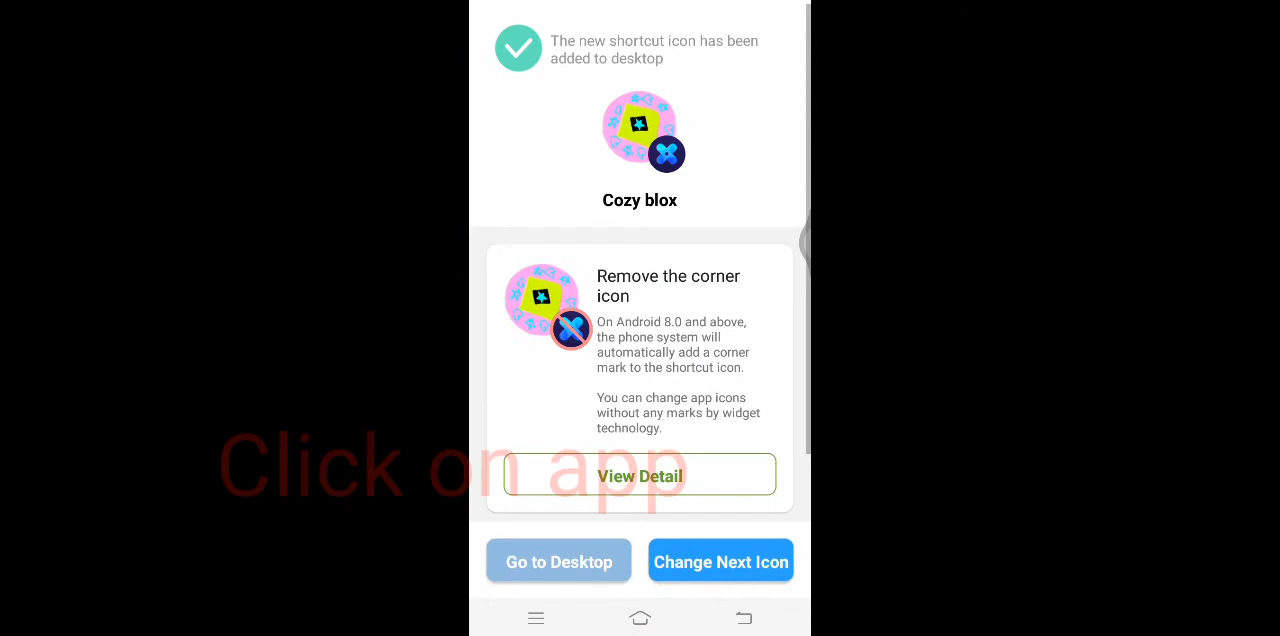 The new shortcut icon has been
added to desktop
Cozy blox
Remove the corner
icon
On Android 8.0 and above,
the phone system will
automatically add a corner
mark to the shortcut icon.
You can change app icons
without any marks by widget
technology.
Click on app
View Detail
Go to Desktop
Change Next Icon